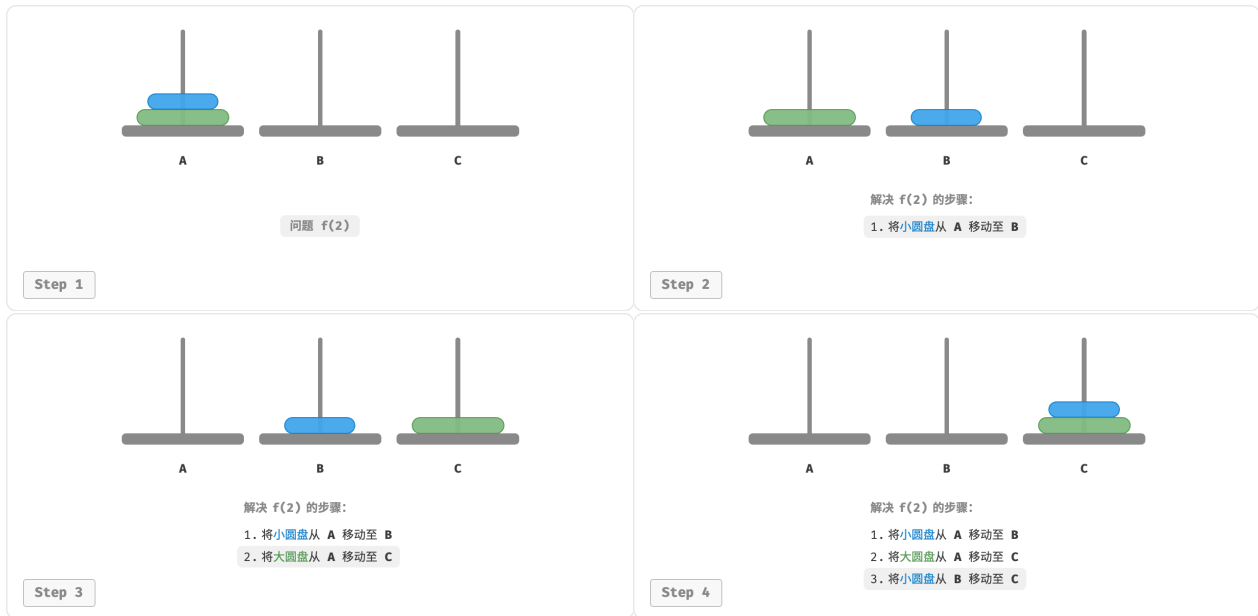 A B C
问题 f(2)
Step 1
A B C
解决 f(2) 的步骤:
1. 将小圆盘从 A 移动至 B
Step 2
A B C
解决 f(2) 的步骤:
1. 将小圆盘从 A 移动至 B
2. 将大圆盘从 A 移动至 C
Step 3
A B C
解决 f(2) 的步骤:
1. 将小圆盘从 A 移动至 B
2. 将大圆盘从 A 移动至 C
3. 将小圆盘从 B 移动至 C
Step 4